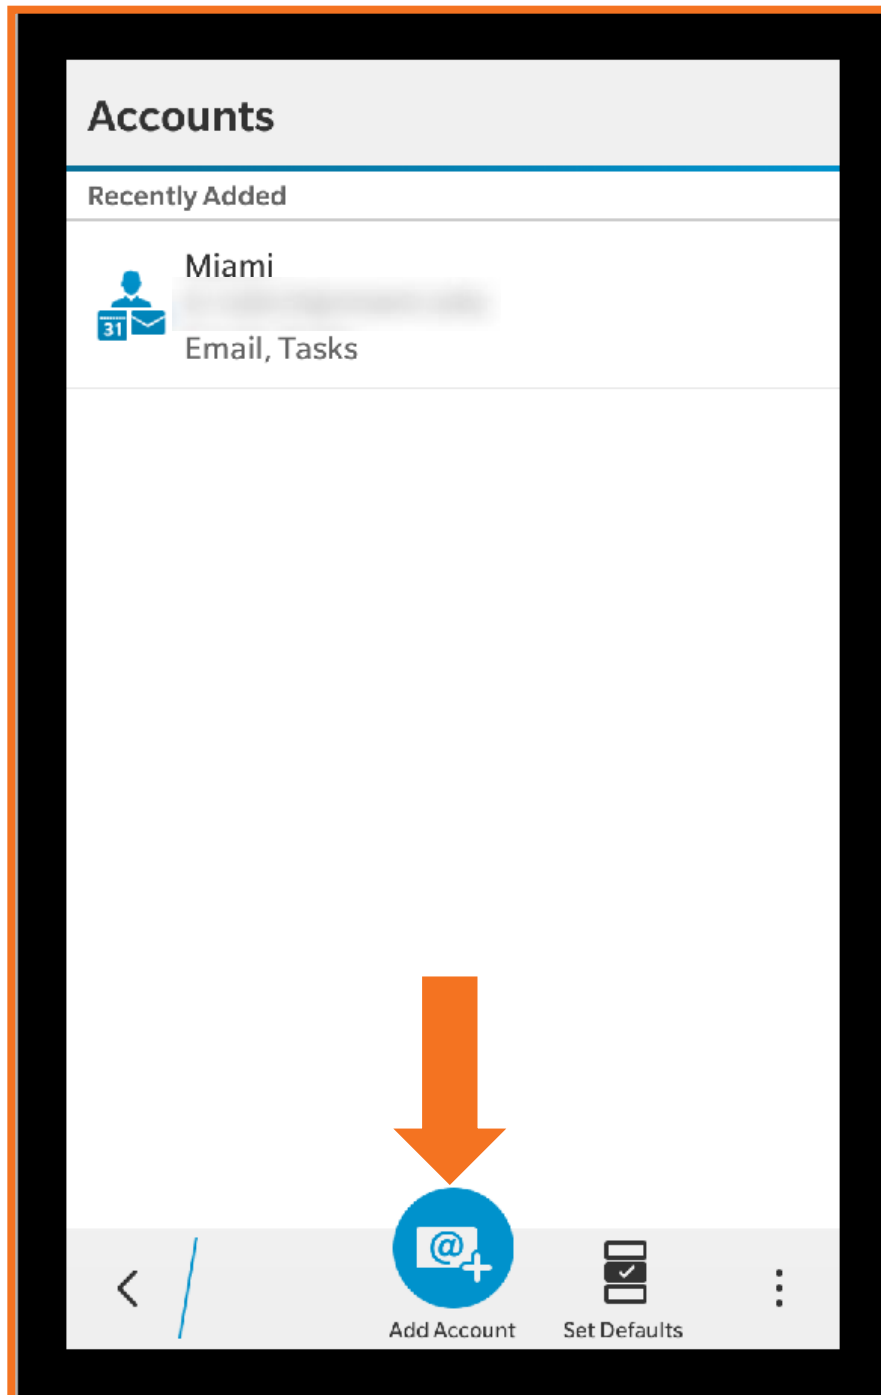 Accounts
Recently Added
Miami
31
Email, Tasks
@
Add Account
Set Defaults